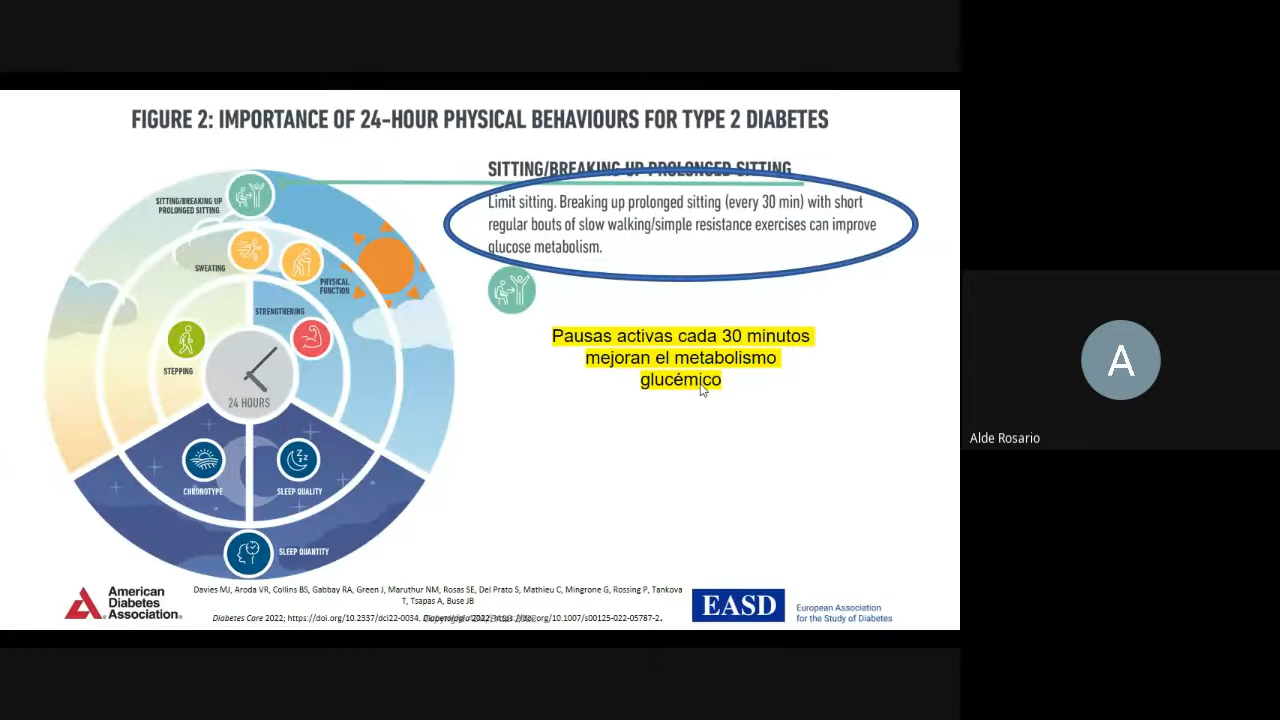 FIGURE 2: IMPORTANCE OF 24-HOUR PHYSICAL BEHAVIOURS FOR TYPE 2 DIABETES
SITTING/BREAKING UP PROLONGED SITTING
Limit sitting. Breaking up prolonged sitting (every 30 min) with short
regular bouts of slow walking/simple resistance exercises can improve
glucose metabolism.
SITTING/BREAKING UP
PROLONGED SITTING
SWEATING
PHYSICAL
FUNCTION
STRENGTHENING
STEPPING
24 HOURS
CHRONOTYPE
SLEEP QUALITY
SLEEP QUANTITY
Pausas activas cada 30 minutos
mejoran el metabolismo
glucémico
American
Diabetes
Association.
Davies MJ, Aroda VR, Collins BS, Gabbay RA, Green J, Maruthur NM, Rosas SE, Del Prato S, Mathieu C, Mingrone G, Rossing P, Tankova
T, Tsapas A, Buse JB
Diabetes Care 2022; https://doi.org/10.2337/dci22-0034. Diabetologia 2022; https://doi.org/10.1007/s00125-022-05787-2.
EASD
European Association
for the Study of Diabetes
A
Alde Rosario